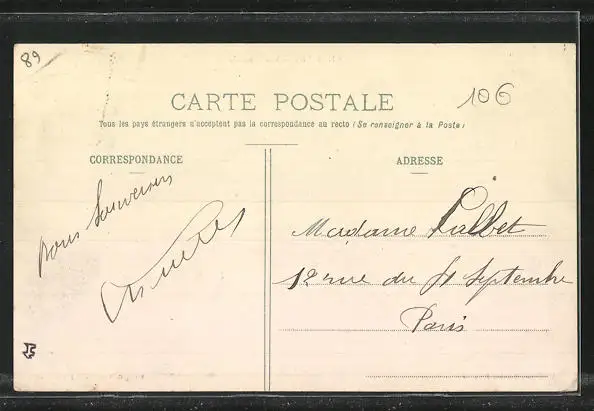 89
CARTE POSTALE
106
Tous les pays étrangers n'acceptent pas la correspondance au recto (Se renseigner à la Poste)
CORRESPONDANCE
ADRESSE
Bons Souvenirs
Madame
rue du 4 Septembre
Paris